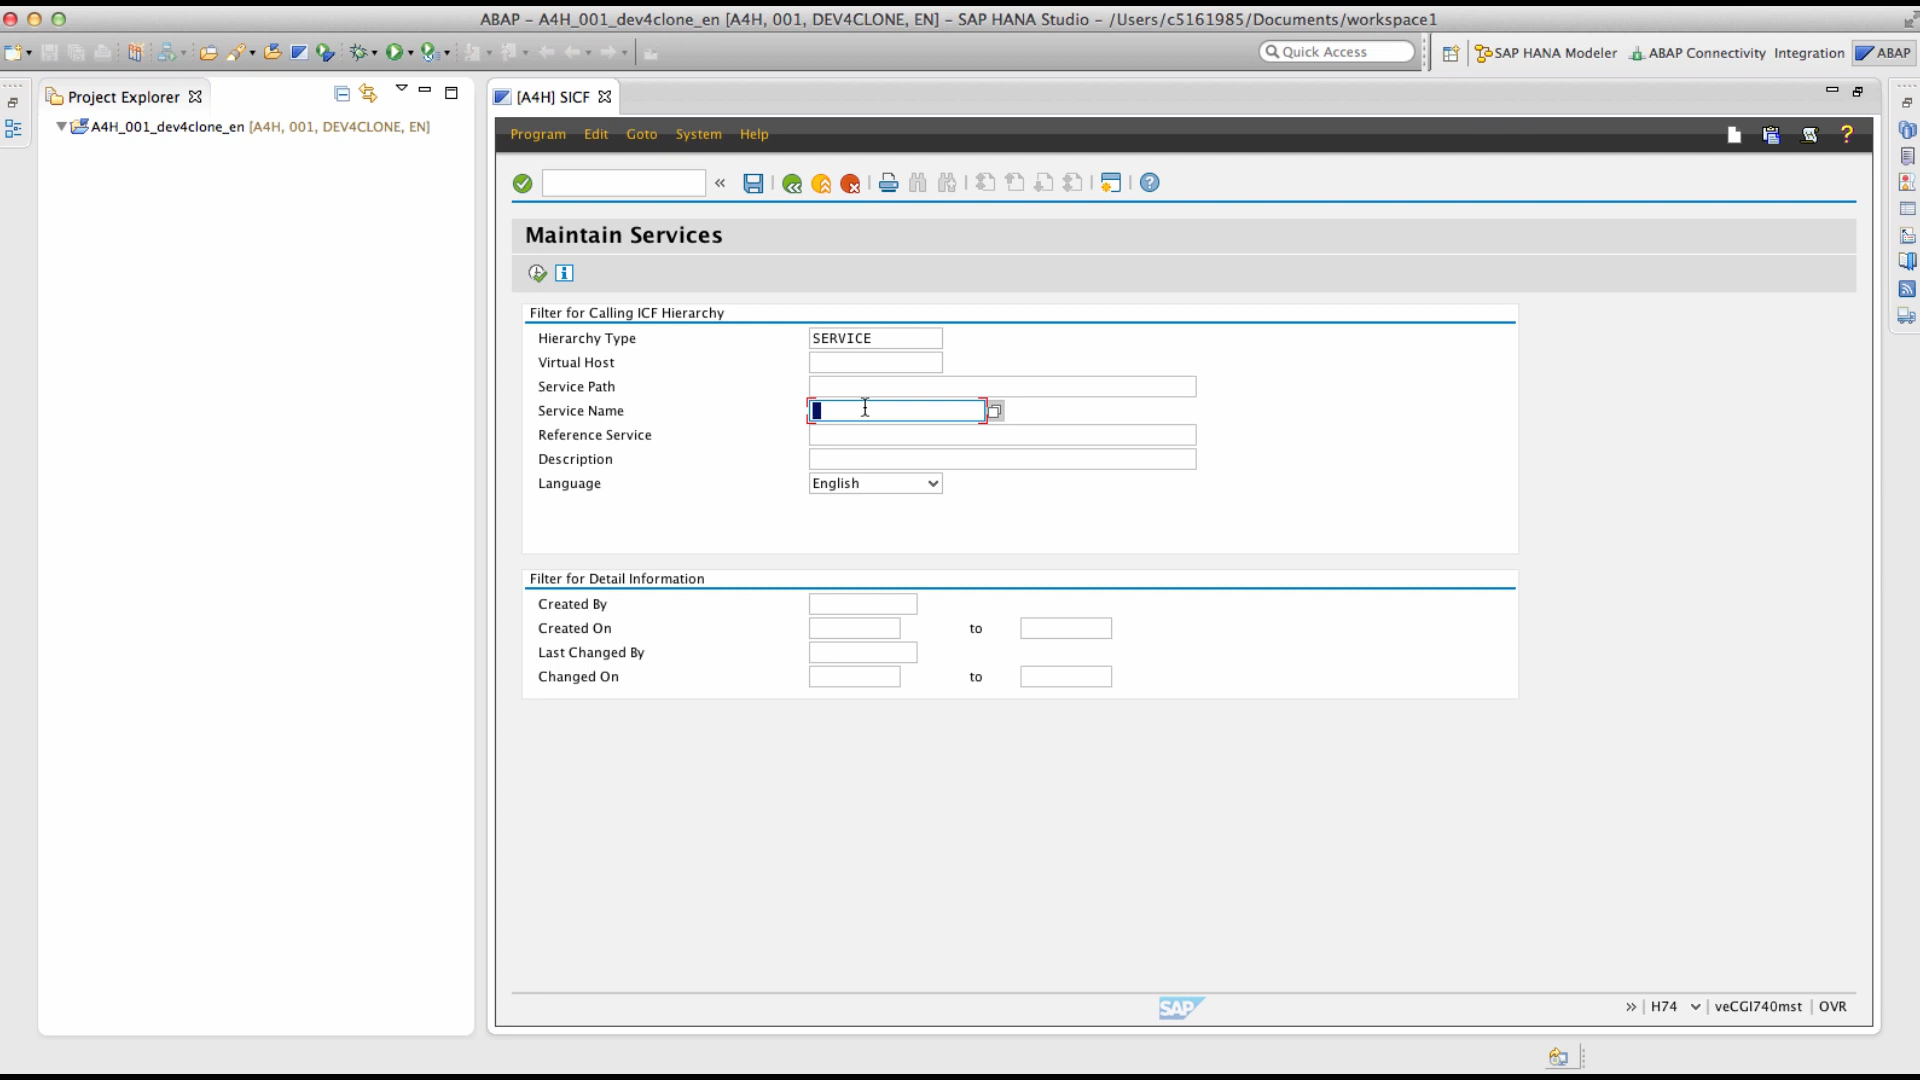 ABAP – A4H_001_dev4clone_en [A4H, 001, DEV4CLONE, EN] – SAP HANA Studio – /Users/c5161985/Documents/workspace1
Quick Access
SAP HANA Modeler
ABAP Connectivity
Integration
ABAP
Project Explorer
[A4H] SICF
A4H_001_dev4clone_en [A4H, 001, DEV4CLONE, EN]
Program Edit Goto System Help
Maintain Services
Filter for Calling ICF Hierarchy
Hierarchy Type SERVICE
Virtual Host
Service Path
Service Name
Reference Service
Description
Language English
Filter for Detail Information
Created By
Created On to
Last Changed By
Changed On to
SAP
H74 veCGI740mst OVR